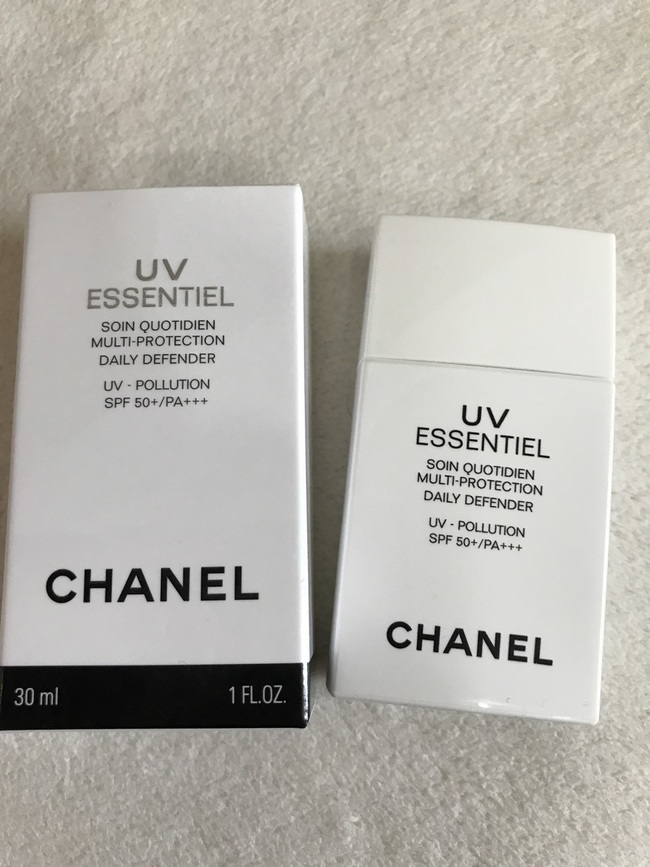 UV
ESSENTIEL
SOIN QUOTIDIEN
MULTI-PROTECTION
DAILY DEFENDER
UV - POLLUTION
SPF 50+/PA+++
CHANEL
30 ml 1 FL.OZ.
UV
ESSENTIEL
SOIN QUOTIDIEN
MULTI-PROTECTION
DAILY DEFENDER
UV - POLLUTION
SPF 50+/PA+++
CHANEL